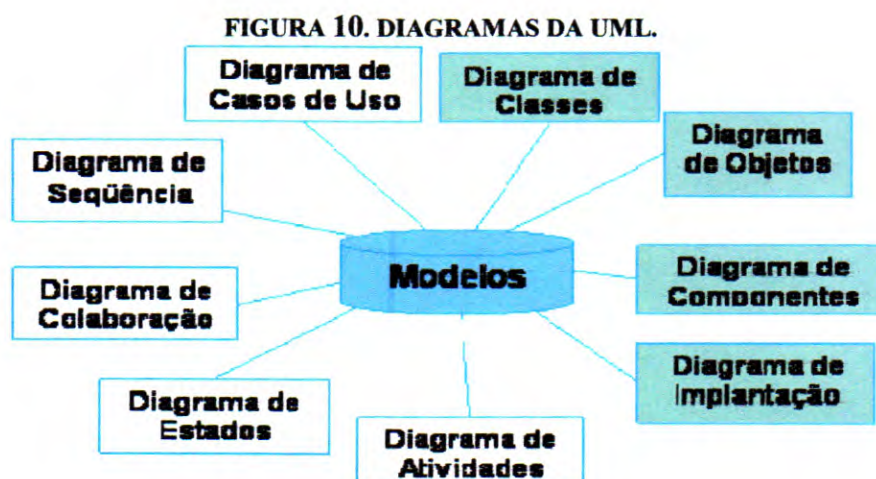 FIGURA 10. DIAGRAMAS DA UML.
Diagrama de
Casos de Uso
Diagrama de
Classes
Diagrama
de Objetos
Diagrama de
Seqüência
Modelos
Diagrama de
Componentes
Diagrama de
Colaboração
Diagrama de
Implantação
Diagrama de
Estados
Diagrama de
Atividades